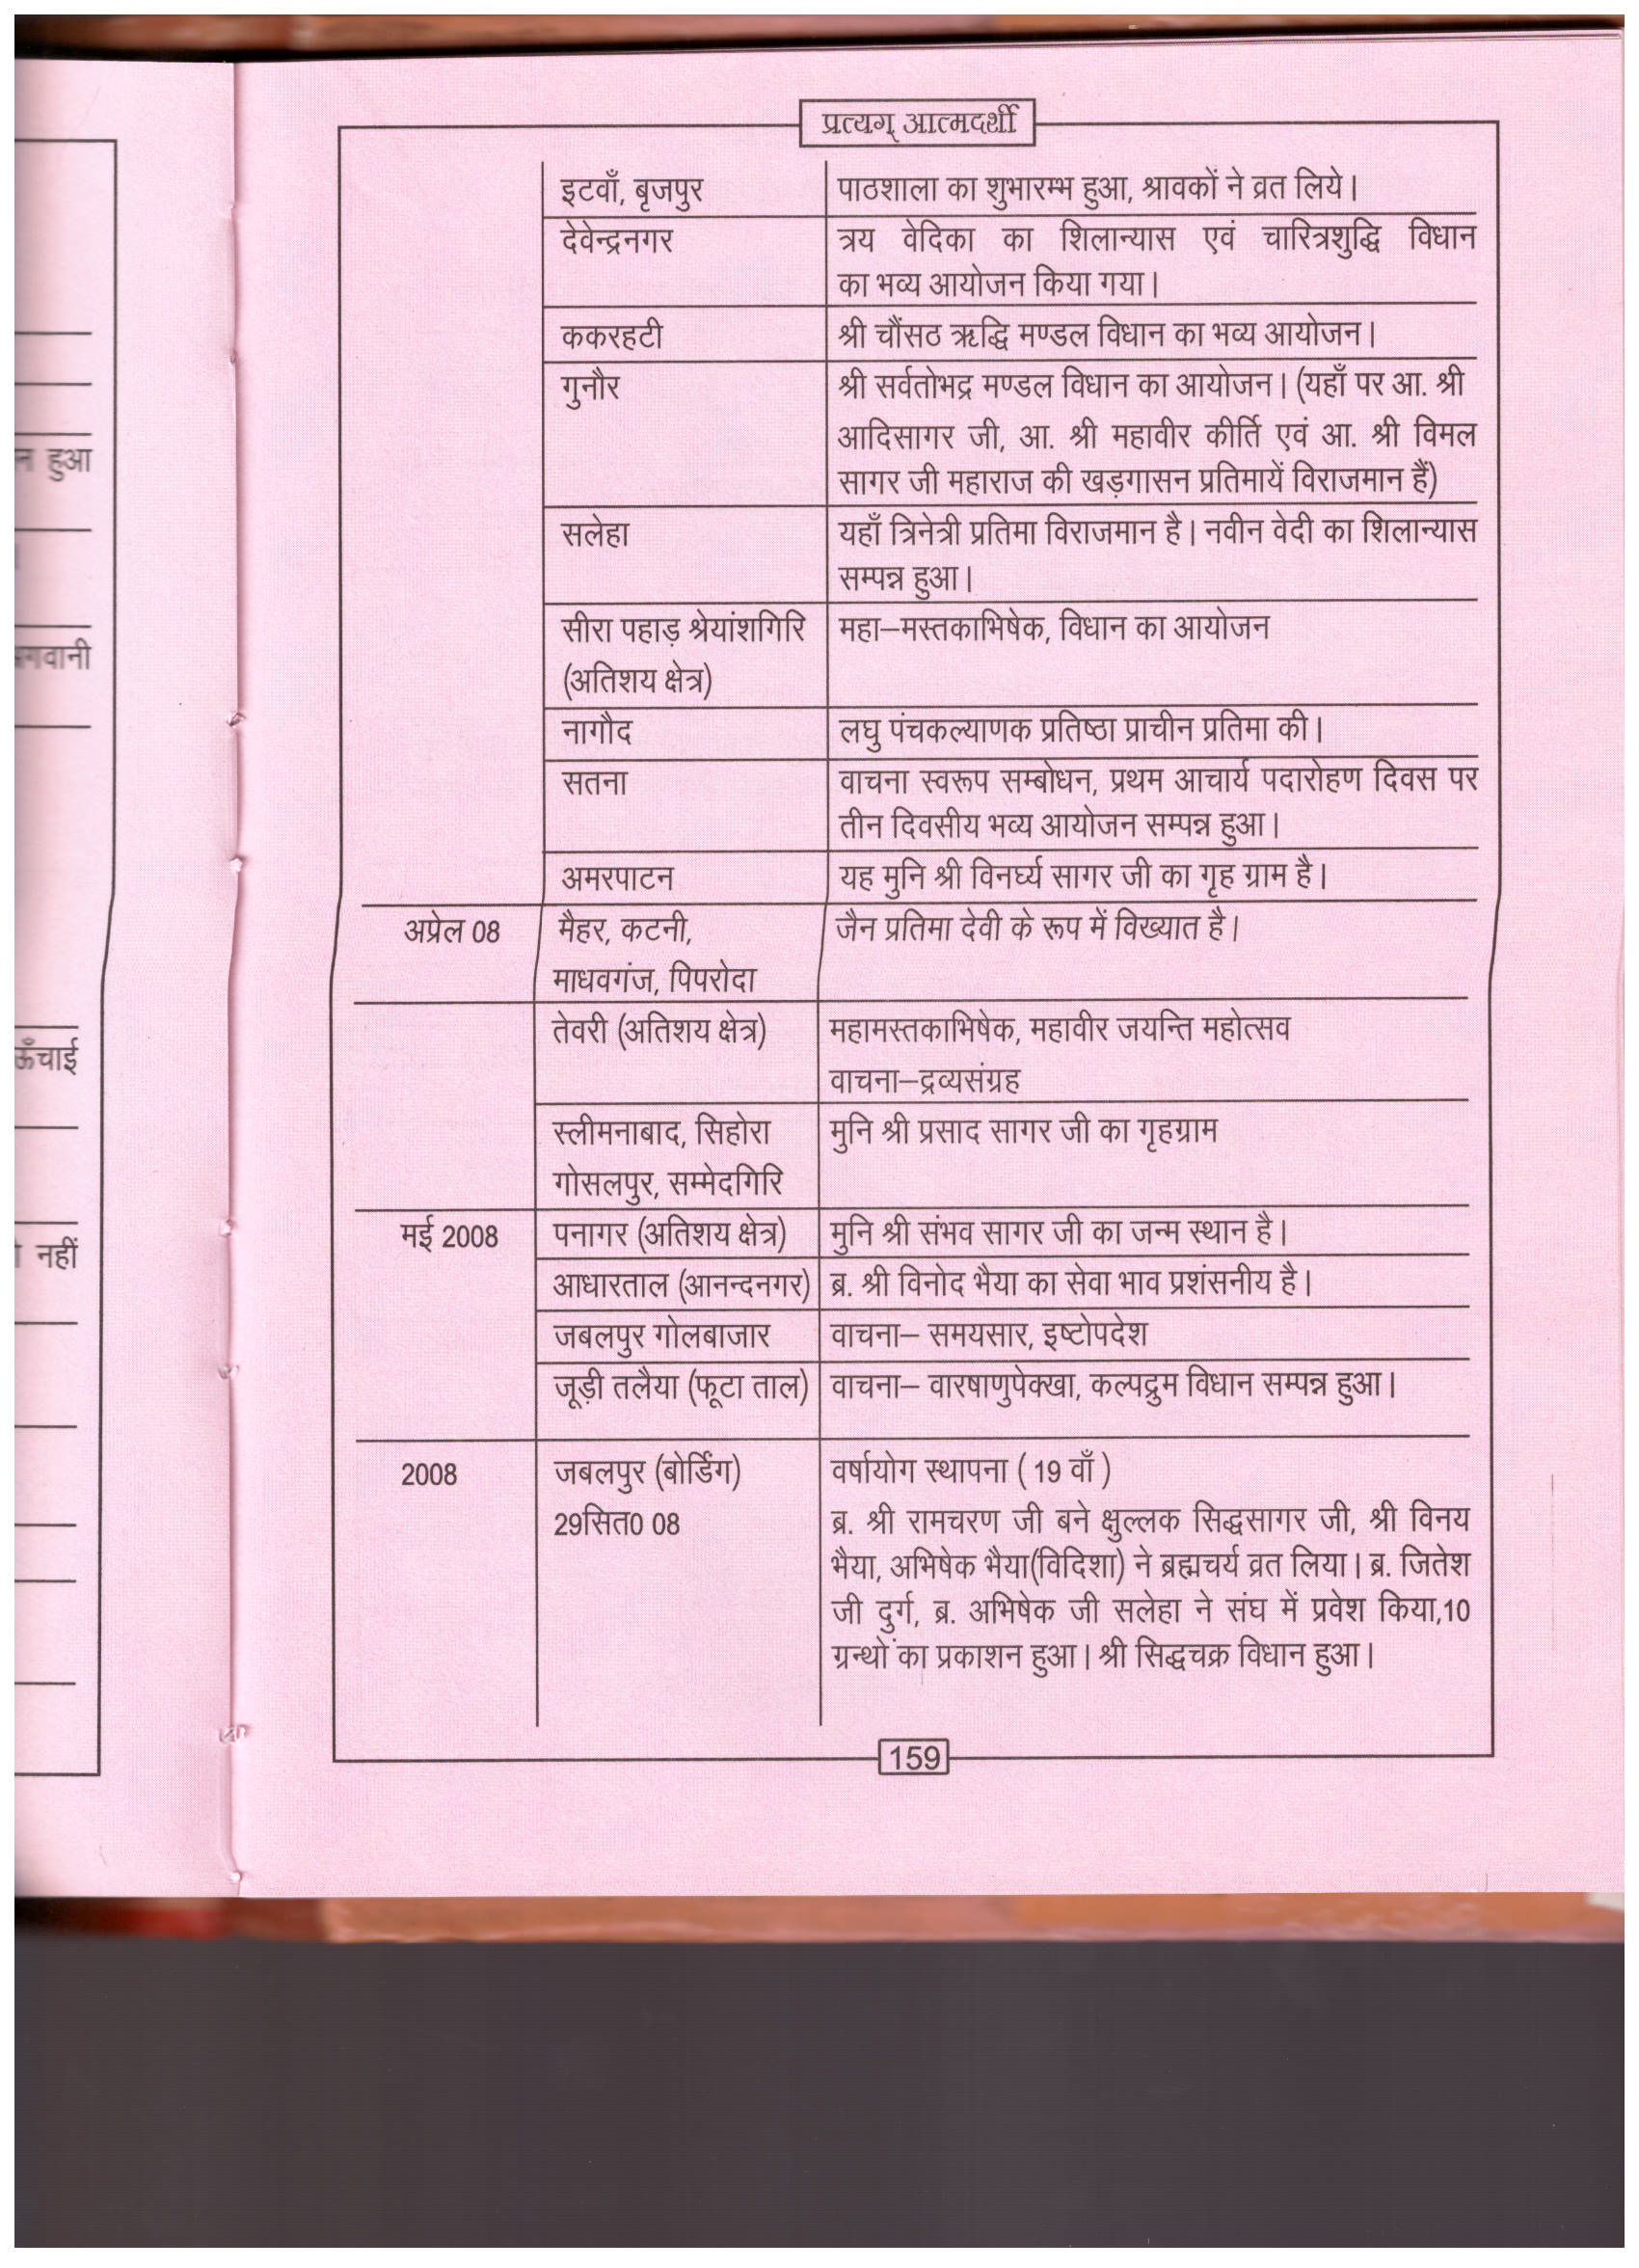 प्रत्यग् आत्मदर्शी
इटवाँ, बृजपुर पाठशाला का शुभारम्भ हुआ, श्रावकों ने व्रत लिये।
देवेन्द्रनगर त्रय वेदिका का शिलान्यास एवं चारित्रशुद्धि विधान
का भव्य आयोजन किया गया।
ककरहटी श्री चौंसठ ऋद्धि मण्डल विधान का भव्य आयोजन।
गुनौर श्री सर्वतोभद्र मण्डल विधान का आयोजन। (यहाँ पर आ. श्री
आदिसागर जी, आ. श्री महावीर कीर्ति एवं आ. श्री विमल
सागर जी महाराज की खड़गासन प्रतिमायें विराजमान हैं)
सलेहा यहाँ त्रिनेत्री प्रतिमा विराजमान है। नवीन वेदी का शिलान्यास
सम्पन्न हुआ।
सीरा पहाड़ श्रेयांशगिरि महा–मस्तकाभिषेक, विधान का आयोजन
(अतिशय क्षेत्र)
नागौद लघु पंचकल्याणक प्रतिष्ठा प्राचीन प्रतिमा की।
सतना वाचना स्वरूप सम्बोधन, प्रथम आचार्य पदारोहण दिवस पर
तीन दिवसीय भव्य आयोजन सम्पन्न हुआ।
अमरपाटन यह मुनि श्री विनर्घ्य सागर जी का गृह ग्राम है।
अप्रेल 08 मैहर, कटनी, जैन प्रतिमा देवी के रूप में विख्यात है।
माधवगंज, पिपरोदा
तेवरी (अतिशय क्षेत्र) महामस्तकाभिषेक, महावीर जयन्ति महोत्सव
वाचना–द्रव्यसंग्रह
स्लीमनाबाद, सिहोरा मुनि श्री प्रसाद सागर जी का गृहग्राम
गोसलपुर, सम्मेदगिरि
मई 2008 पनागर (अतिशय क्षेत्र) मुनि श्री संभव सागर जी का जन्म स्थान है।
आधारताल (आनन्दनगर) ब्र. श्री विनोद भैया का सेवा भाव प्रशंसनीय है।
जबलपुर गोलबाजार वाचना– समयसार, इष्टोपदेश
जूड़ी तलैया (फूटा ताल) वाचना– वारषाणुपेक्खा, कल्पद्रुम विधान सम्पन्न हुआ।
2008 जबलपुर (बोर्डिंग) वर्षायोग स्थापना ( 19 वाँ )
29सित0 08 ब्र. श्री रामचरण जी बने क्षुल्लक सिद्धसागर जी, श्री विनय
भैया, अभिषेक भैया(विदिशा) ने ब्रह्मचर्य व्रत लिया। ब्र. जितेश
जी दुर्ग, ब्र. अभिषेक जी सलेहा ने संघ में प्रवेश किया,10
ग्रन्थों का प्रकाशन हुआ। श्री सिद्धचक्र विधान हुआ।
159
हुआ
ऊँचाई
नहीं